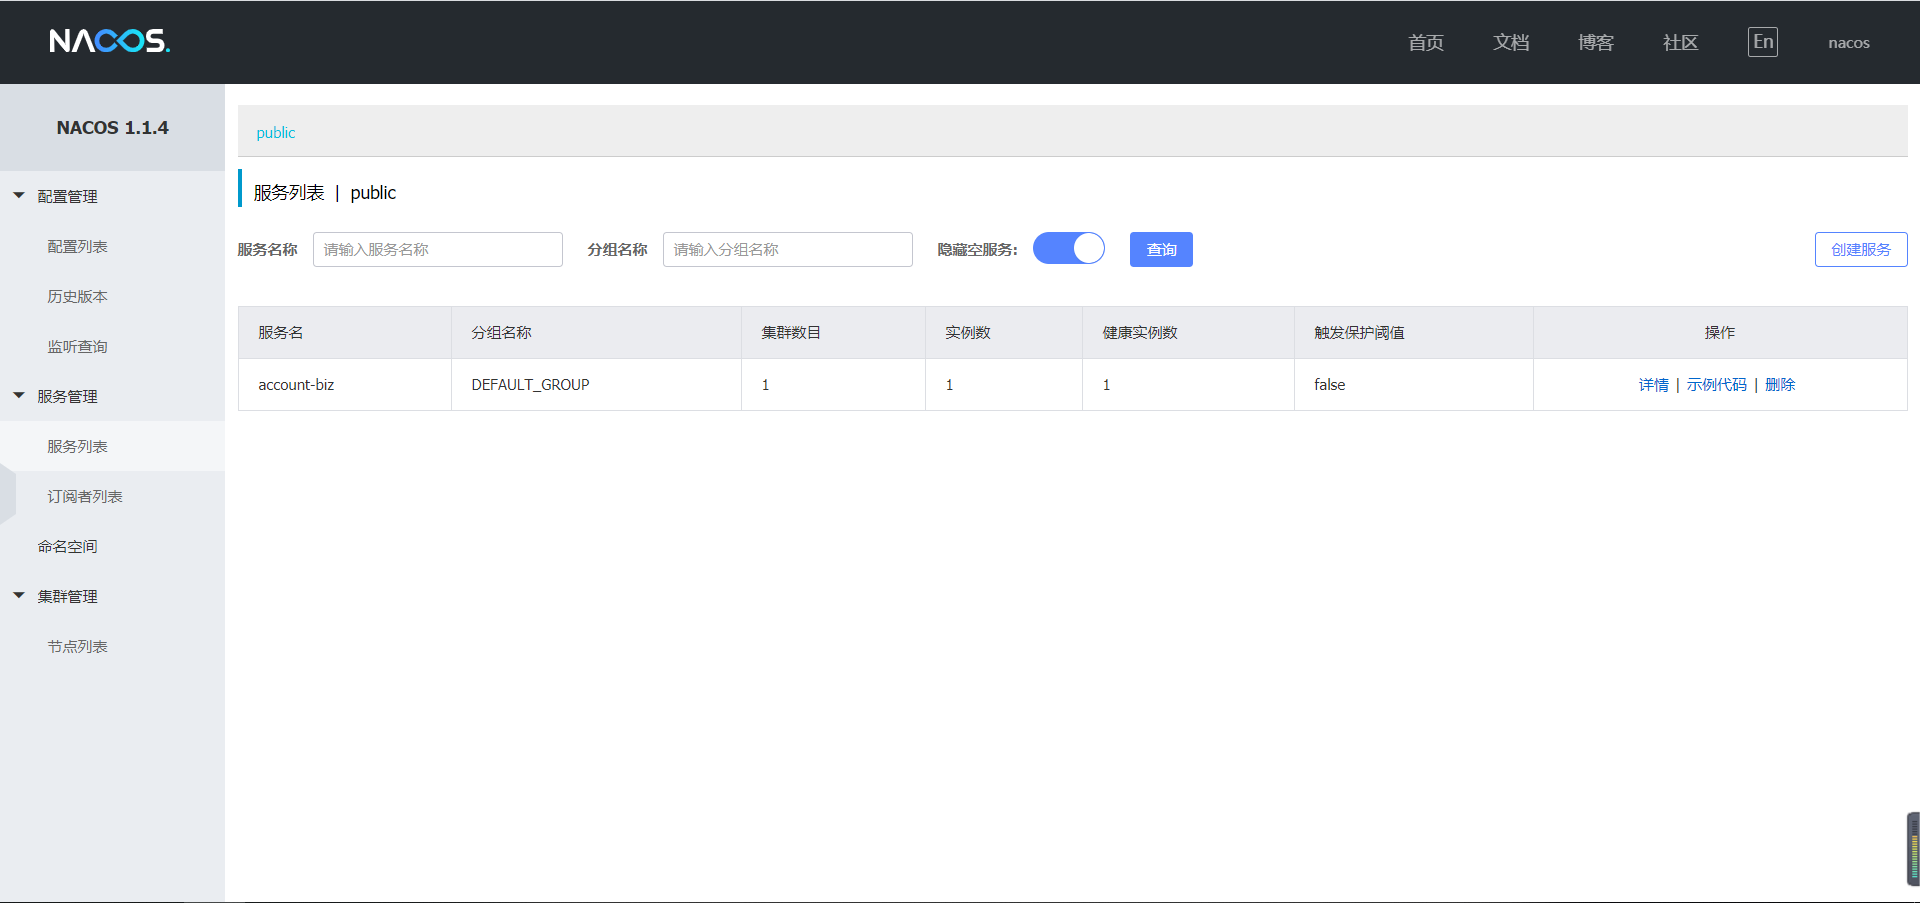 NACOS.
首页 文档 博客 社区 En nacos
NACOS 1.1.4
配置管理
配置列表
历史版本
监听查询
服务管理
服务列表
订阅者列表
命名空间
集群管理
节点列表
public
服务列表 | public
服务名称 请输入服务名称 分组名称 请输入分组名称 隐藏空服务: 查询 创建服务
服务名 分组名称 集群数目 实例数 健康实例数 触发保护阈值 操作
account-biz DEFAULT_GROUP 1 1 1 false 详情 | 示例代码 | 删除